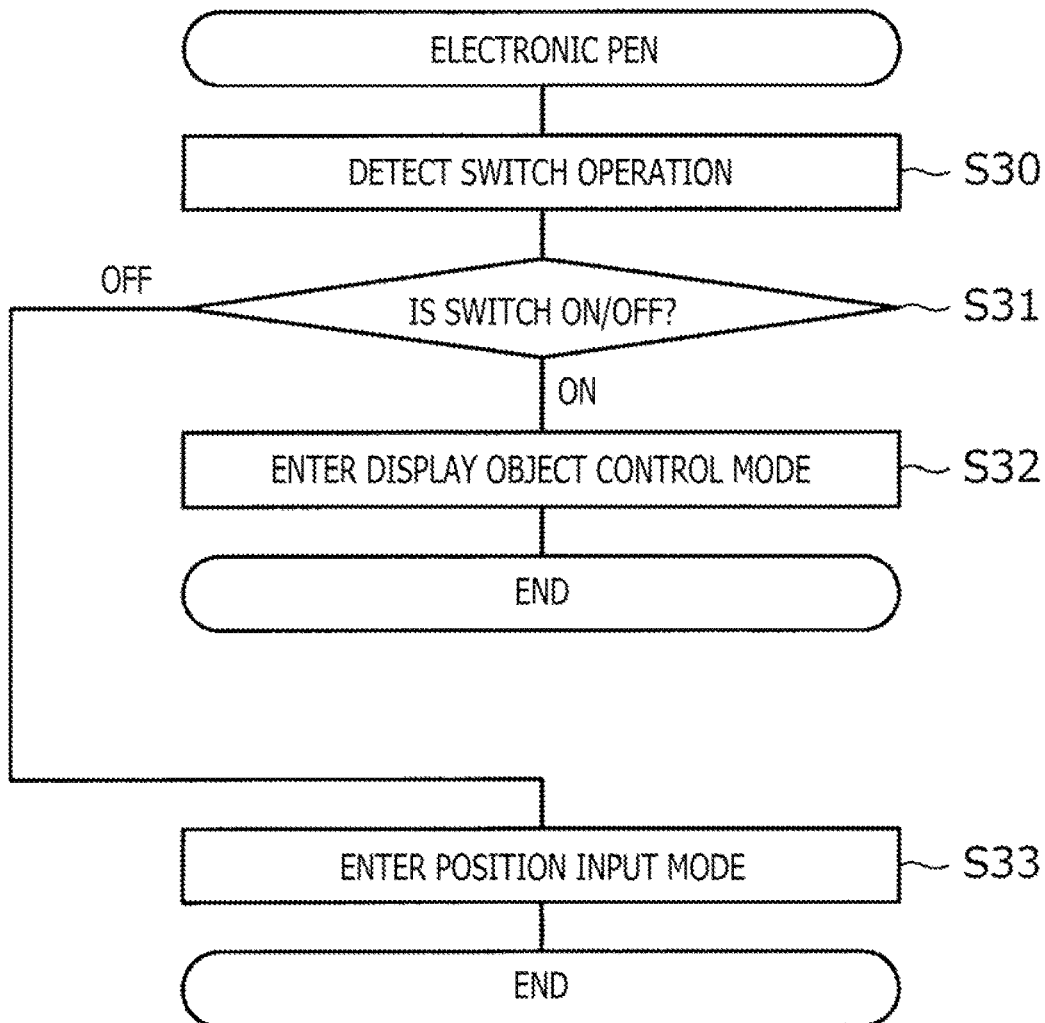 ELECTRONIC PEN
DETECT SWITCH OPERATION
S30
OFF
IS SWITCH ON/OFF?
S31
ON
ENTER DISPLAY OBJECT CONTROL MODE
S32
END
ENTER POSITION INPUT MODE
S33
END